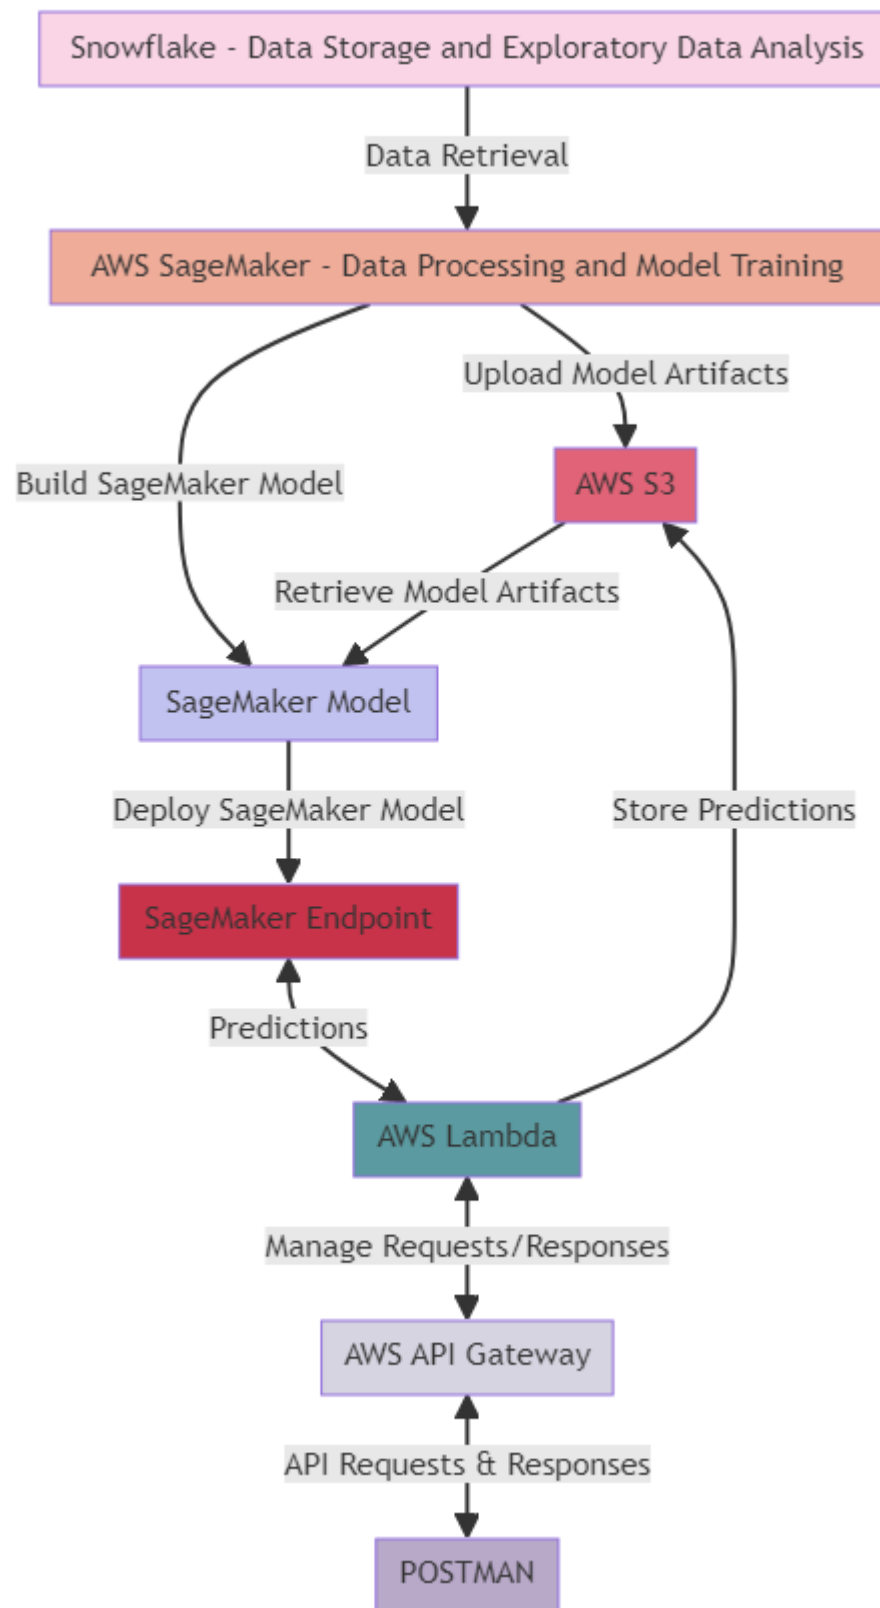 Snowflake - Data Storage and Exploratory Data Analysis
Data Retrieval
AWS SageMaker - Data Processing and Model Training
Upload Model Artifacts
Build SageMaker Model
AWS S3
Retrieve Model Artifacts
SageMaker Model
Deploy SageMaker Model
Store Predictions
SageMaker Endpoint
Predictions
AWS Lambda
Manage Requests/Responses
AWS API Gateway
API Requests & Responses
POSTMAN